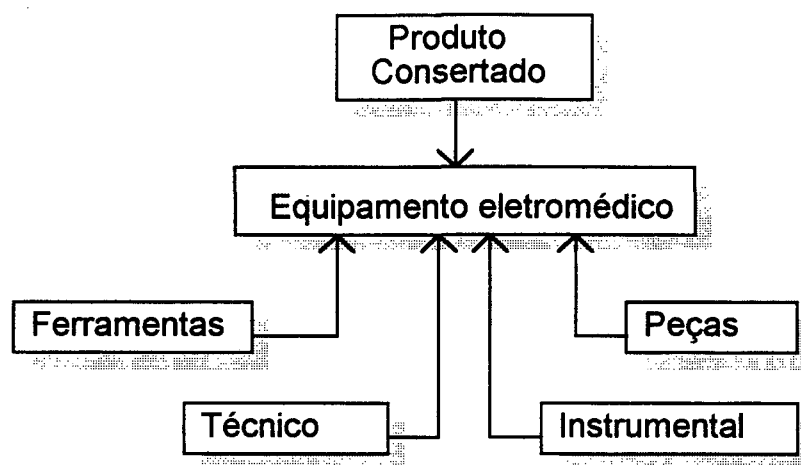 Produto
Consertado
Equipamento eletromédico
Ferramentas
Peças
Técnico
Instrumental